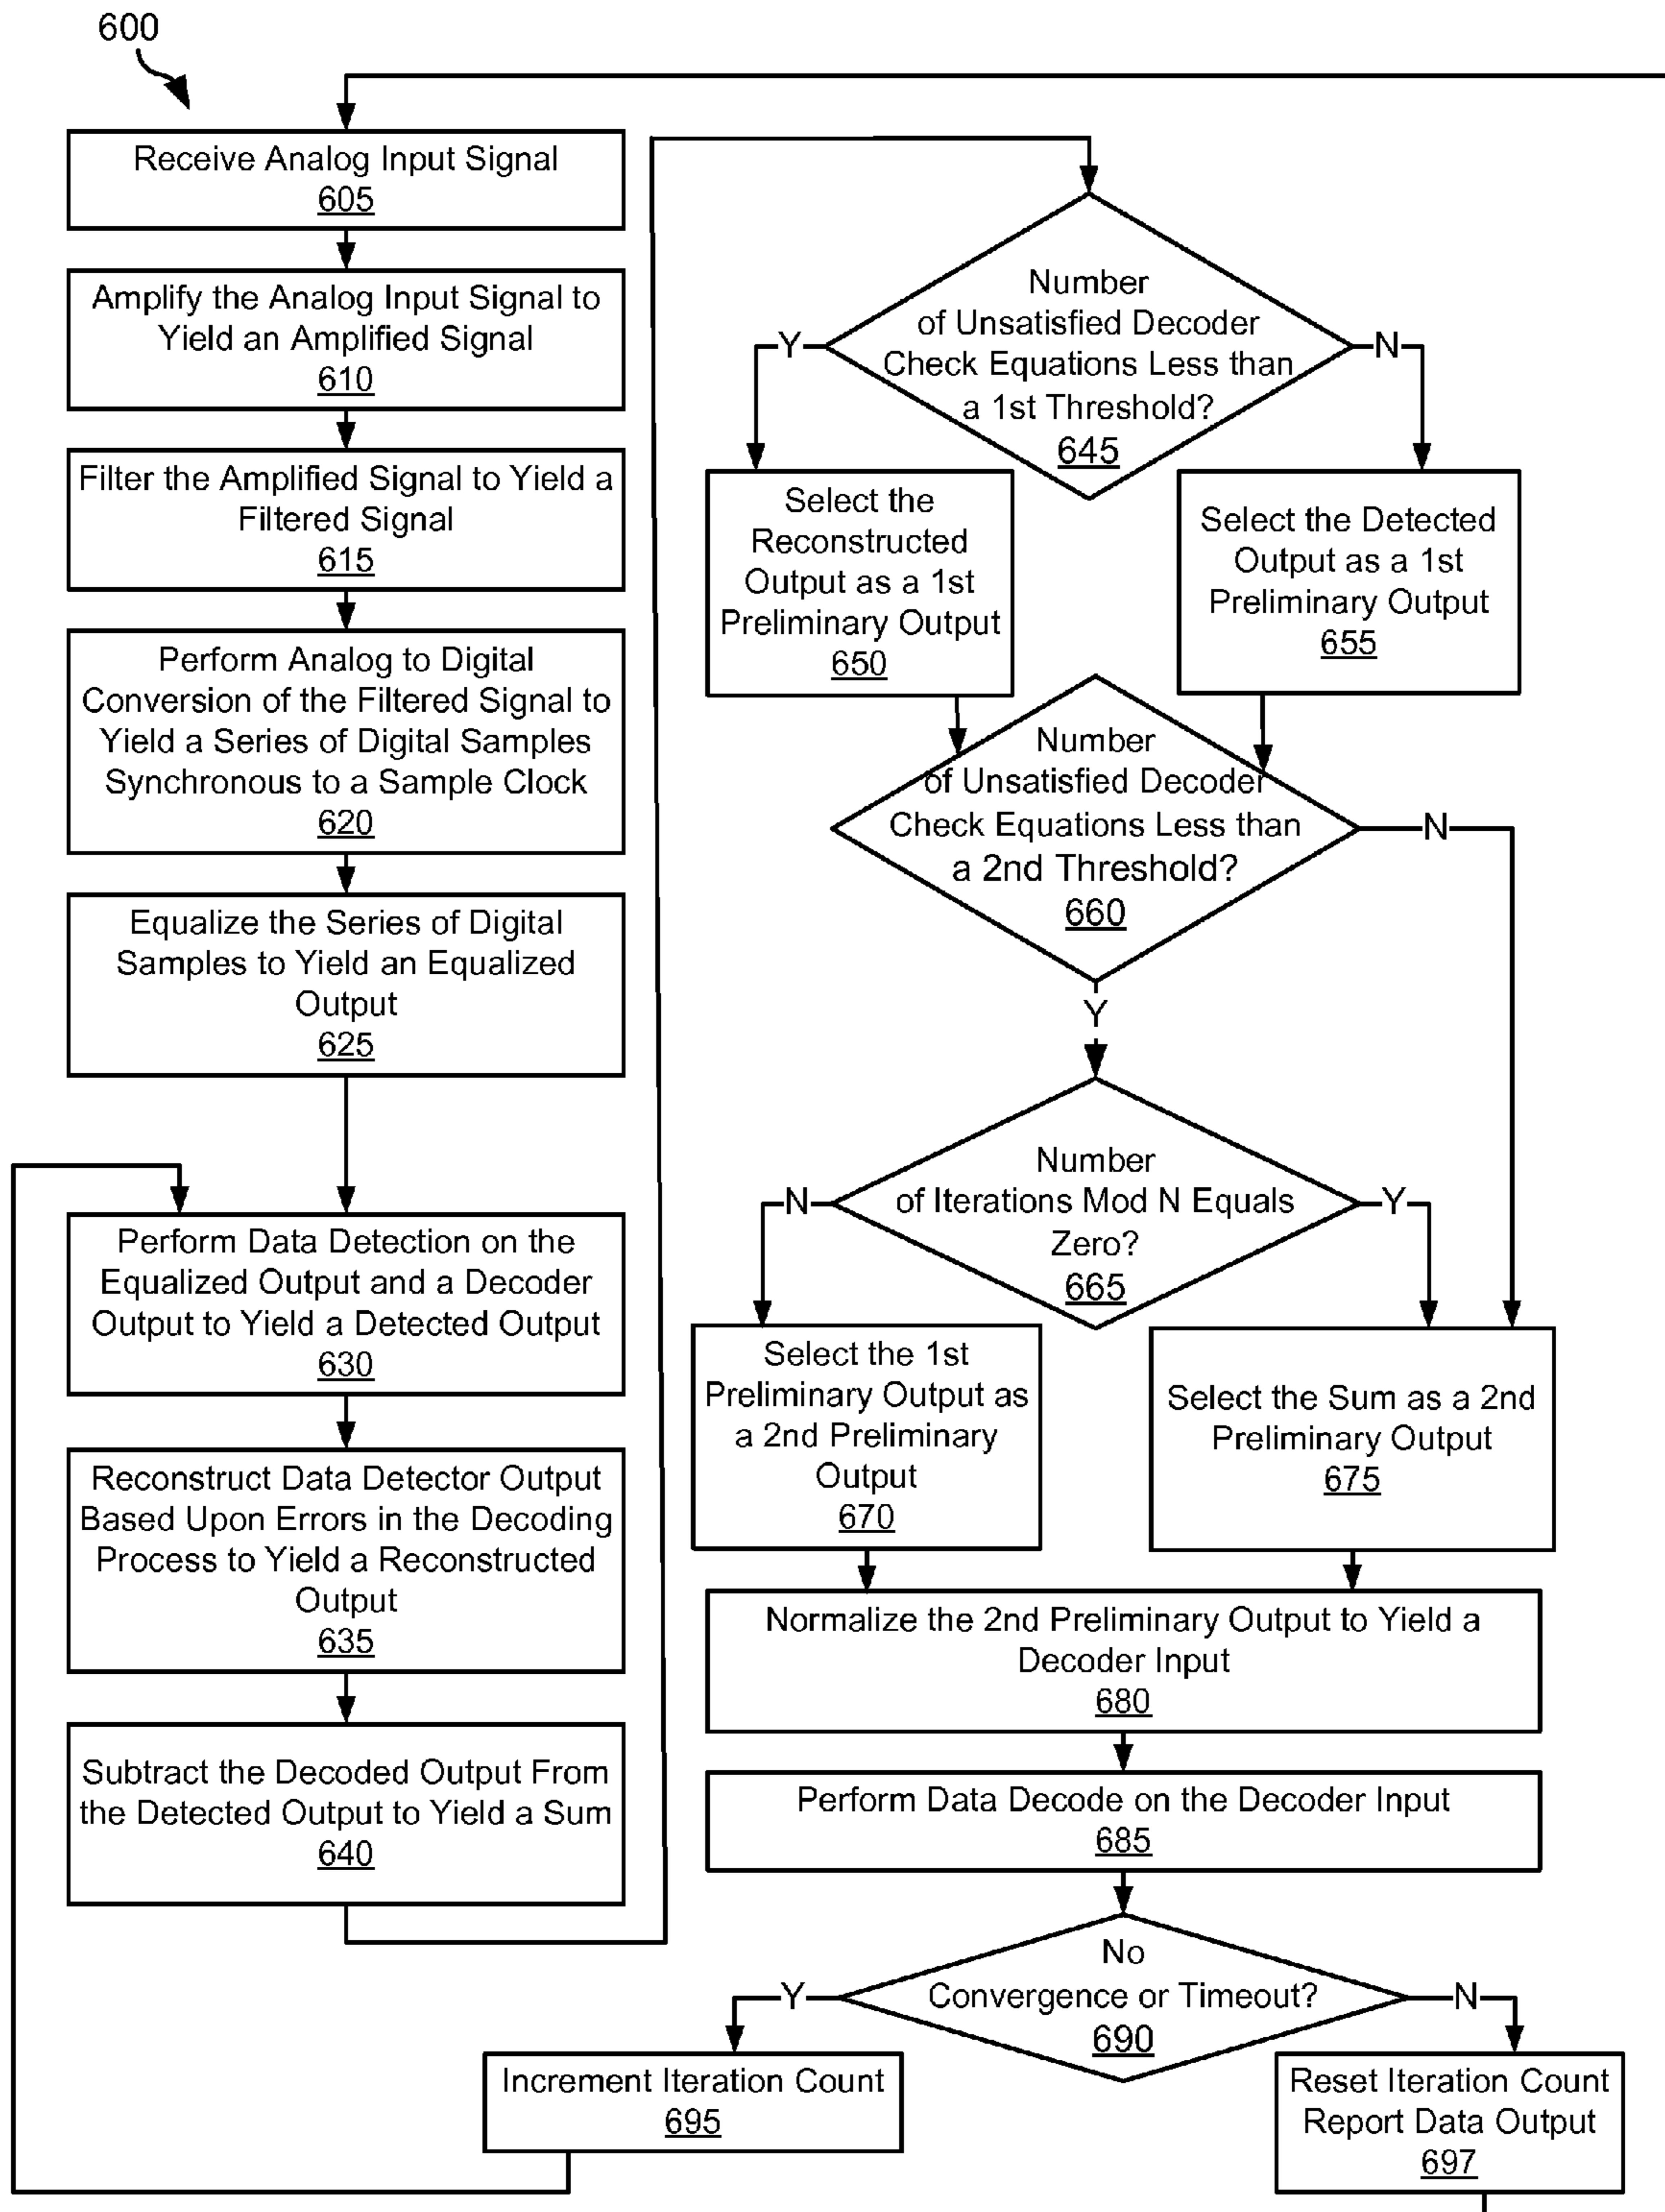 600
Receive Analog Input Signal
605
Amplify the Analog Input Signal to
Yield an Amplified Signal
610
Filter the Amplified Signal to Yield a
Filtered Signal
615
Perform Analog to Digital
Conversion of the Filtered Signal to
Yield a Series of Digital Samples
Synchronous to a Sample Clock
620
Equalize the Series of Digital
Samples to Yield an Equalized
Output
625
Perform Data Detection on the
Equalized Output and a Decoder
Output to Yield a Detected Output
630
Reconstruct Data Detector Output
Based Upon Errors in the Decoding
Process to Yield a Reconstructed
Output
635
Subtract the Decoded Output From
the Detected Output to Yield a Sum
640
Number
of Unsatisfied Decoder
Check Equations Less than
a 1st Threshold?
645
Y
N
Select the
Reconstructed
Output as a 1st
Preliminary Output
650
Select the Detected
Output as a 1st
Preliminary Output
655
Number
of Unsatisfied Decoder
Check Equations Less than
a 2nd Threshold?
660
N
Y
Number
of Iterations Mod N Equals
Zero?
665
N
Y
Select the 1st
Preliminary Output as
a 2nd Preliminary
Output
670
Select the Sum as a 2nd
Preliminary Output
675
Normalize the 2nd Preliminary Output to Yield a
Decoder Input
680
Perform Data Decode on the Decoder Input
685
No
Convergence or Timeout?
690
Y
N
Increment Iteration Count
695
Reset Iteration Count
Report Data Output
697